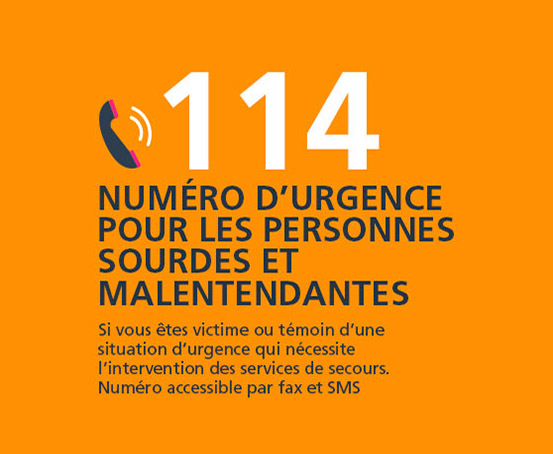 114
NUMÉRO D’URGENCE
POUR LES PERSONNES
SOURDES ET
MALENTENDANTES
Si vous êtes victime ou témoin d’une
situation d’urgence qui nécessite
l’intervention des services de secours.
Numéro accessible par fax et SMS